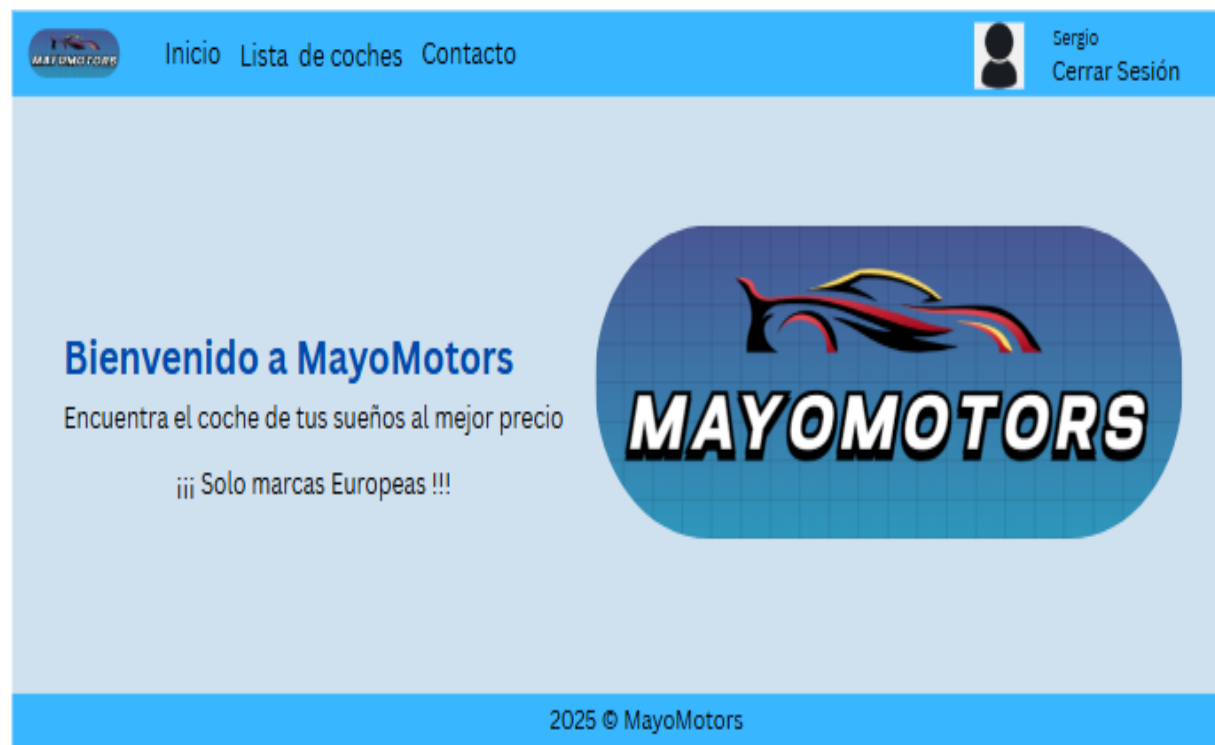 MAYOMOTORS
Inicio Lista de coches Contacto
Sergio
Cerrar Sesión
Bienvenido a MayoMotors
Encuentra el coche de tus sueños al mejor precio
¡¡¡ Solo marcas Europeas !!!
MAYOMOTORS
2025 © MayoMotors